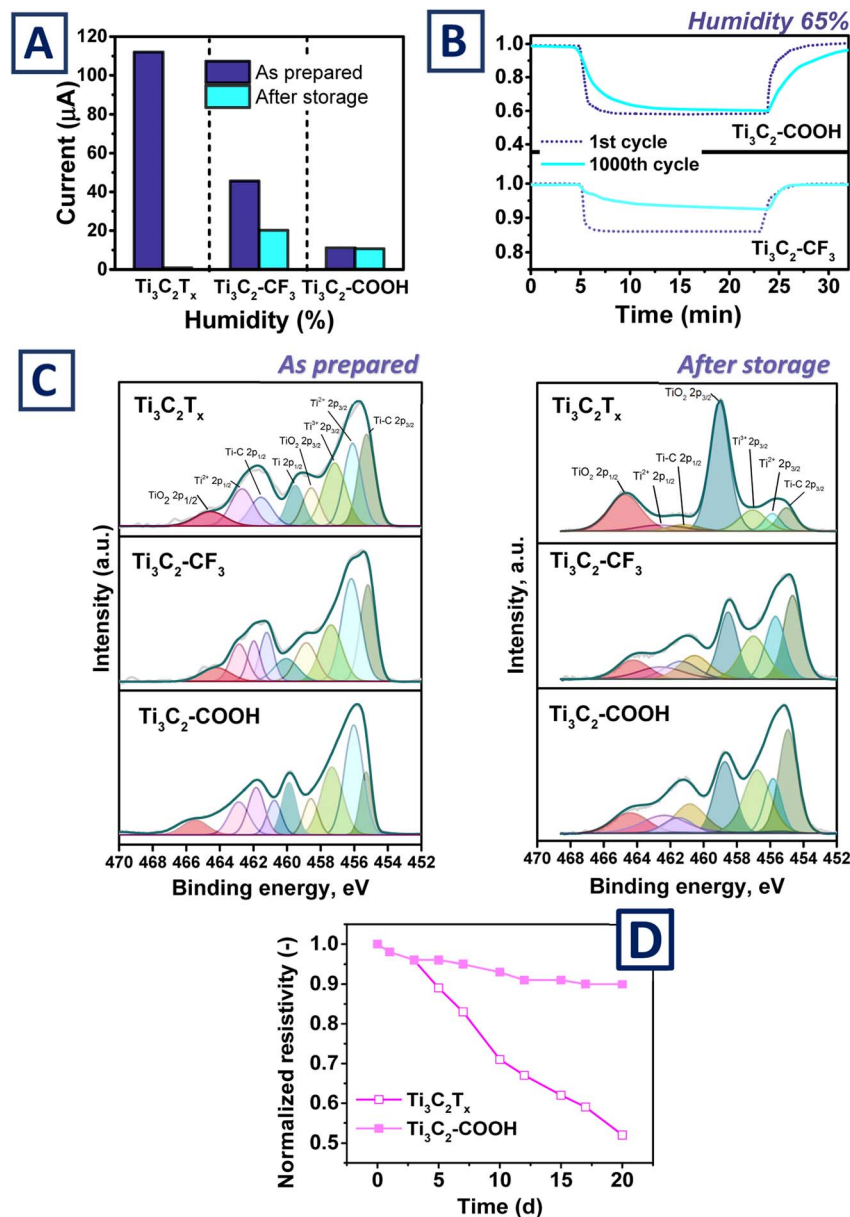 A
120
100
80
60
40
20
0
Current (μA)
As prepared
After storage
Ti₃C₂Tₓ
Ti₃C₂-CF₃
Ti₃C₂-COOH
Humidity (%)
B
Humidity 65%
1.0
0.8
0.6
0.4
Ti₃C₂-COOH
1st cycle
1000th cycle
1.0
0.9
0.8
Ti₃C₂-CF₃
0 5 10 15 20 25 30
Time (min)
C
As prepared
Ti₃C₂Tₓ
TiO₂ 2p₁/₂
Ti²⁺ 2p₁/₂
Ti-C 2p₁/₂
Ti 2p₁/₂
TiO₂ 2p₃/₂
Ti³⁺ 2p₃/₂
Ti²⁺ 2p₃/₂
Ti-C 2p₃/₂
Ti₃C₂-CF₃
Ti₃C₂-COOH
Intensity (a.u.)
470 468 466 464 462 460 458 456 454 452
Binding energy, eV
After storage
Ti₃C₂Tₓ
TiO₂ 2p₁/₂
Ti²⁺ 2p₁/₂
Ti-C 2p₁/₂
TiO₂ 2p₃/₂
Ti³⁺ 2p₃/₂
Ti²⁺ 2p₃/₂
Ti-C 2p₃/₂
Ti₃C₂-CF₃
Ti₃C₂-COOH
Intensity, a.u.
470 468 466 464 462 460 458 456 454 452
Binding energy, eV
D
1.0
0.9
0.8
0.7
0.6
0.5
Normalized resistivity (-)
Ti₃C₂Tₓ
Ti₃C₂-COOH
0 5 10 15 20
Time (d)